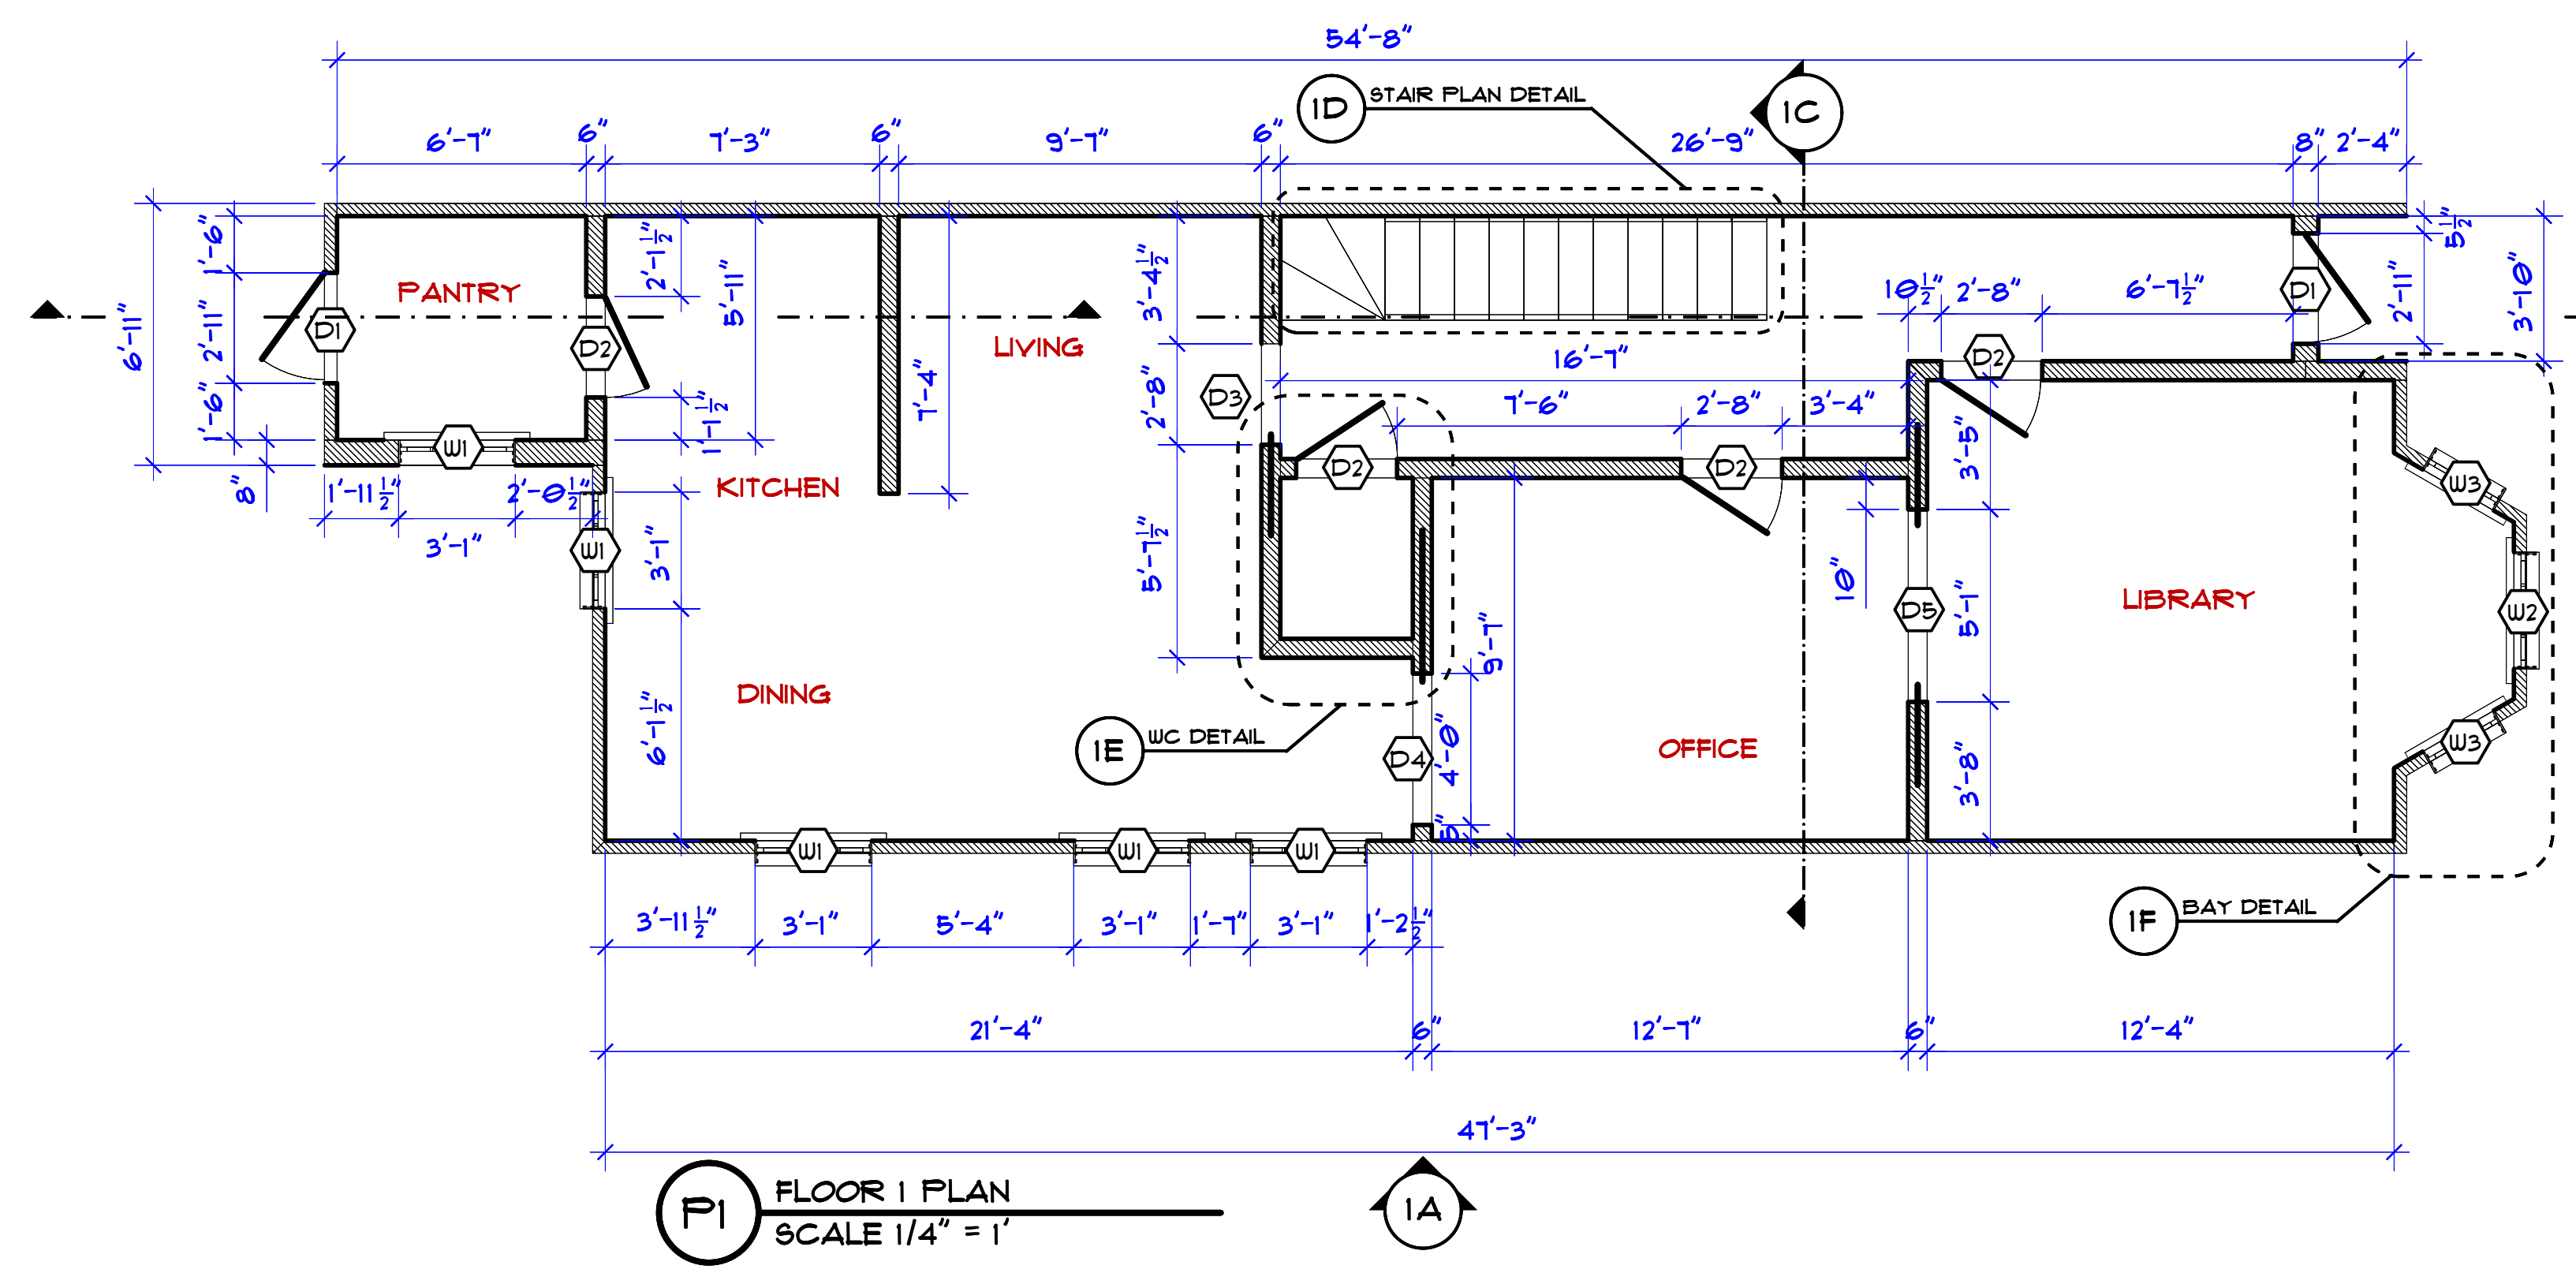 54'-8"
1D STAIR PLAN DETAIL
1C
6'-7" 6" 7'-3" 6" 9'-7" 6" 26'-9" 8" 2'-4"
6'-11"
1'-6"
2'-11"
1'-6"
8"
PANTRY
D1
D2
W1
1'-11 1/2" 3'-1" 2'-0 1/2"
2'-1 1/2"
5'-11"
1'-1 1/2"
KITCHEN
W1
3'-1"
6'-1 1/2"
DINING
7'-4"
LIVING
3'-4 1/2"
2'-8"
5'-7 1/2"
D3
16'-7"
7'-6" 2'-8" 3'-4"
D2
D2
10 1/2" 2'-8" 6'-7 1/2"
D2
D1
5 1/2"
2'-11"
3'-10"
3'-5"
10"
5'-1"
3'-8"
D5
LIBRARY
W3
W2
W3
9'-7"
4'-0"
5"
D4
OFFICE
1E WC DETAIL
1F BAY DETAIL
W1 W1 W1
3'-11 1/2" 3'-1" 5'-4" 3'-1" 1'-7" 3'-1" 1'-2 1/2"
21'-4" 6" 12'-7" 6" 12'-4"
47'-3"
P1 FLOOR 1 PLAN
SCALE 1/4" = 1'
1A